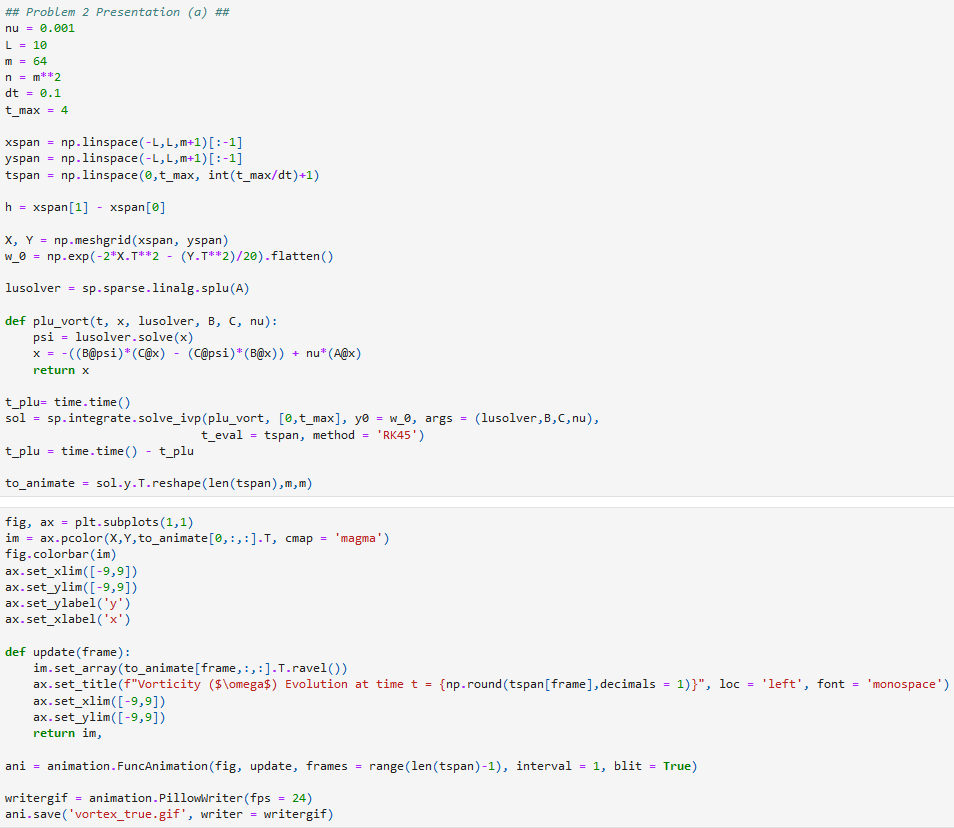 ## Problem 2 Presentation (a) ##
nu = 0.001
L = 10
m = 64
n = m**2
dt = 0.1
t_max = 4
xspan = np.linspace(-L,L,m+1)[:-1]
yspan = np.linspace(-L,L,m+1)[:-1]
tspan = np.linspace(0,t_max, int(t_max/dt)+1)
h = xspan[1] - xspan[0]
X, Y = np.meshgrid(xspan, yspan)
w_0 = np.exp(-2*X.T**2 - (Y.T**2)/20).flatten()
lusolver = sp.sparse.linalg.splu(A)
def plu_vort(t, x, lusolver, B, C, nu):
    psi = lusolver.solve(x)
    x = -((B@psi)*(C@x) - (C@psi)*(B@x)) + nu*(A@x)
    return x
t_plu= time.time()
sol = sp.integrate.solve_ivp(plu_vort, [0,t_max], y0 = w_0, args = (lusolver,B,C,nu),
                            t_eval = tspan, method = 'RK45')
t_plu = time.time() - t_plu
to_animate = sol.y.T.reshape(len(tspan),m,m)
fig, ax = plt.subplots(1,1)
im = ax.pcolor(X,Y,to_animate[0,:,:].T, cmap = 'magma')
fig.colorbar(im)
ax.set_xlim([-9,9])
ax.set_ylim([-9,9])
ax.set_ylabel('y')
ax.set_xlabel('x')
def update(frame):
    im.set_array(to_animate[frame,:,:].T.ravel())
    ax.set_title(f"Vorticity ($\omega$) Evolution at time t = {np.round(tspan[frame],decimals = 1)}", loc = 'left', font = 'monospace')
    ax.set_xlim([-9,9])
    ax.set_ylim([-9,9])
    return im,
ani = animation.FuncAnimation(fig, update, frames = range(len(tspan)-1), interval = 1, blit = True)
writergif = animation.PillowWriter(fps = 24)
ani.save('vortex_true.gif', writer = writergif)